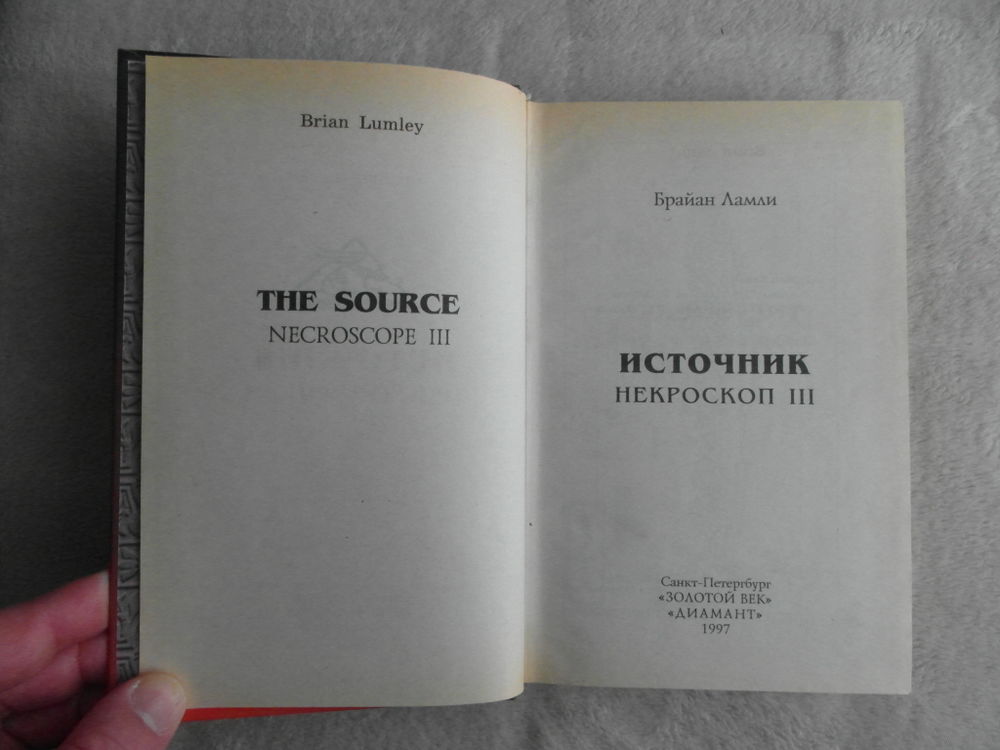 Brian Lumley
THE SOURCE
NECROSCOPE III
Брайан Ламли
ИСТОЧНИК
НЕКРОСКОП III
Санкт-Петербург
«ЗОЛОТОЙ ВЕК»
«ДИАМАНТ»
1997